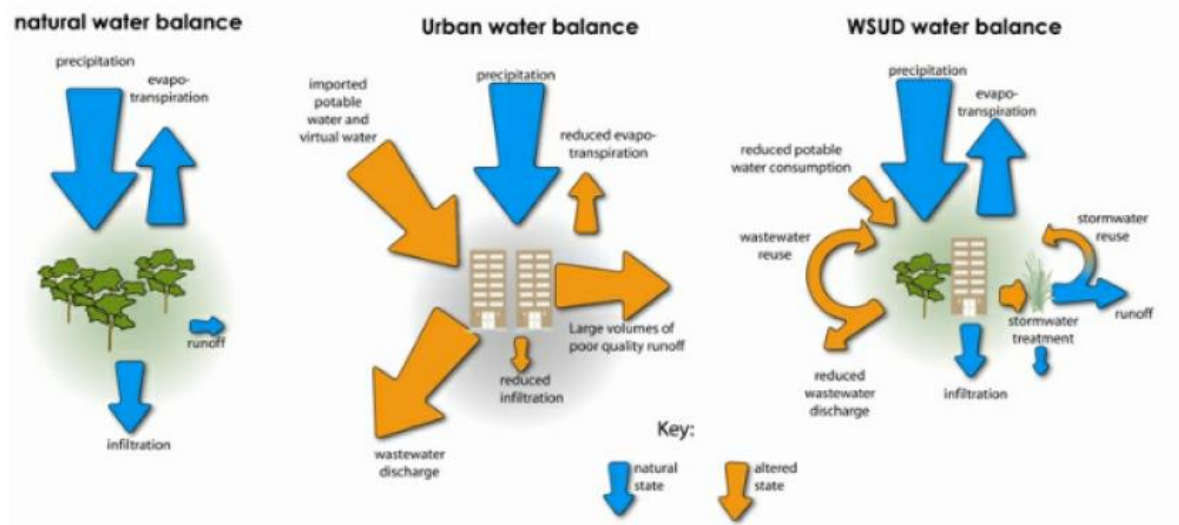 natural water balance
precipitation
evapo-
transpiration
runoff
infiltration
Urban water balance
imported
potable
water and
virtual water
precipitation
reduced evapo-
transpiration
Large volumes of
poor quality runoff
reduced
infiltration
wastewater
discharge
WSUD water balance
precipitation
evapo-
transpiration
reduced potable
water consumption
wastewater
reuse
stormwater
reuse
runoff
stormwater
treatment
infiltration
reduced
wastewater
discharge
Key:
natural
state
altered
state